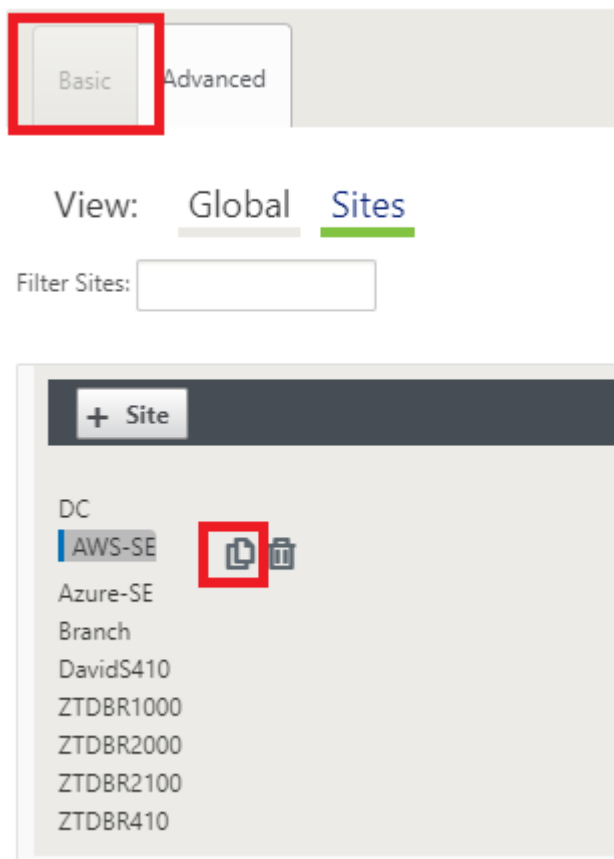 Basic Advanced
View: Global Sites
Filter Sites:
+ Site
DC
AWS-SE
Azure-SE
Branch
DavidS410
ZTDBR1000
ZTDBR2000
ZTDBR2100
ZTDBR410